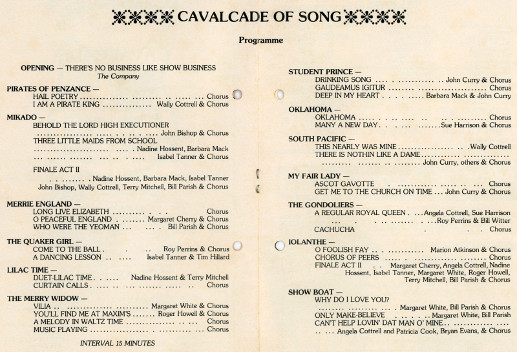 CAVALCADE OF SONG
Programme
OPENING — THERE'S NO BUSINESS LIKE SHOW BUSINESS
The Company
PIRATES OF PENZANCE —
HAIL POETRY . . . . . . . . . . Chorus
I AM A PIRATE KING . . . . . . Wally Cottrell & Chorus
MIKADO —
BEHOLD THE LORD HIGH EXECUTIONER
. . . . . . . . . . John Bishop & Chorus
THREE LITTLE MAIDS FROM SCHOOL
. . . . . . . . . . Nadine Hossent, Barbara Mack
Isabel Tanner & Chorus
FINALE ACT II
. . . Nadine Hossent, Barbara Mack, Isabel Tanner
John Bishop, Wally Cottrell, Terry Mitchell, Bill Parish & Chorus
MERRIE ENGLAND —
LONG LIVE ELIZABETH . . . . . . . . Chorus
O PEACEFUL ENGLAND . . . . . Margaret Cherry & Chorus
WHO WERE THE YEOMAN . . . . Bill Parish & Chorus
THE QUAKER GIRL —
COME TO THE BALL . Roy Perrins & Chorus
A DANCING LESSON . . . Isabel Tanner & Tim Hillard
LILAC TIME —
DUET-LILAC TIME . . . . Nadine Hossent & Terry Mitchell
CURTAIN CALLS . . . . . . . . . . Chorus
THE MERRY WIDOW —
VILIA . . . . . . . . . . Margaret White & Chorus
YOU'LL FIND ME AT MAXIM'S . . . . . Roger Howell & Chorus
A MELODY IN WALTZ TIME . . . . . . Chorus
MUSIC PLAYING . . . . . . . . . . Chorus
INTERVAL 15 MINUTES
STUDENT PRINCE —
DRINKING SONG . . . . . . . . John Curry & Chorus
GAUDEAMUS IGITUR . . . . . . . . Chorus
DEEP IN MY HEART . . . . Barbara Mack & John Curry
OKLAHOMA —
OKLAHOMA . . . . . . . . . . Chorus
MANY A NEW DAY . . . . . . Sue Harrison & Chorus
SOUTH PACIFIC —
THIS NEARLY WAS MINE . . . . . . . . Wally Cottrell
THERE IS NOTHIN LIKE A DAME . . . . . . . .
. . . . . . . . John Curry, others & Chorus
MY FAIR LADY —
ASCOT GAVOTTE . . . . . . . . Chorus
GET ME TO THE CHURCH ON TIME . . . John Curry & Chorus
THE GONDOLIERS —
A REGULAR ROYAL QUEEN . . . Angela Cottrell, Sue Harrison
. . . . . . . . Roy Perrins & Bill Witter
CACHUCHA . . . . . . . . Chorus
IOLANTHE —
O FOOLISH FAY . . . . . . Marion Atkinson & Chorus
CHORUS OF PEERS . . . . . . . . Chorus
FINALE ACT II Margaret Cherry, Angela Cottrell, Nadine
Hossent, Isabel Tanner, Margaret White, Roger Howell,
Terry Mitchell, Bill Parish & Chorus
SHOW BOAT —
WHY DO I LOVE YOU?
. . . . . . . . Margaret White, Bill Parish & Chorus
ONLY MAKE-BELIEVE . . . . . Margaret White, Bill Parish
CAN'T HELP LOVIN' DAT MAN O' MINE . . . . . .
. . Angela Cottrell and Patricia Cook, Bryan Evans, & Chorus